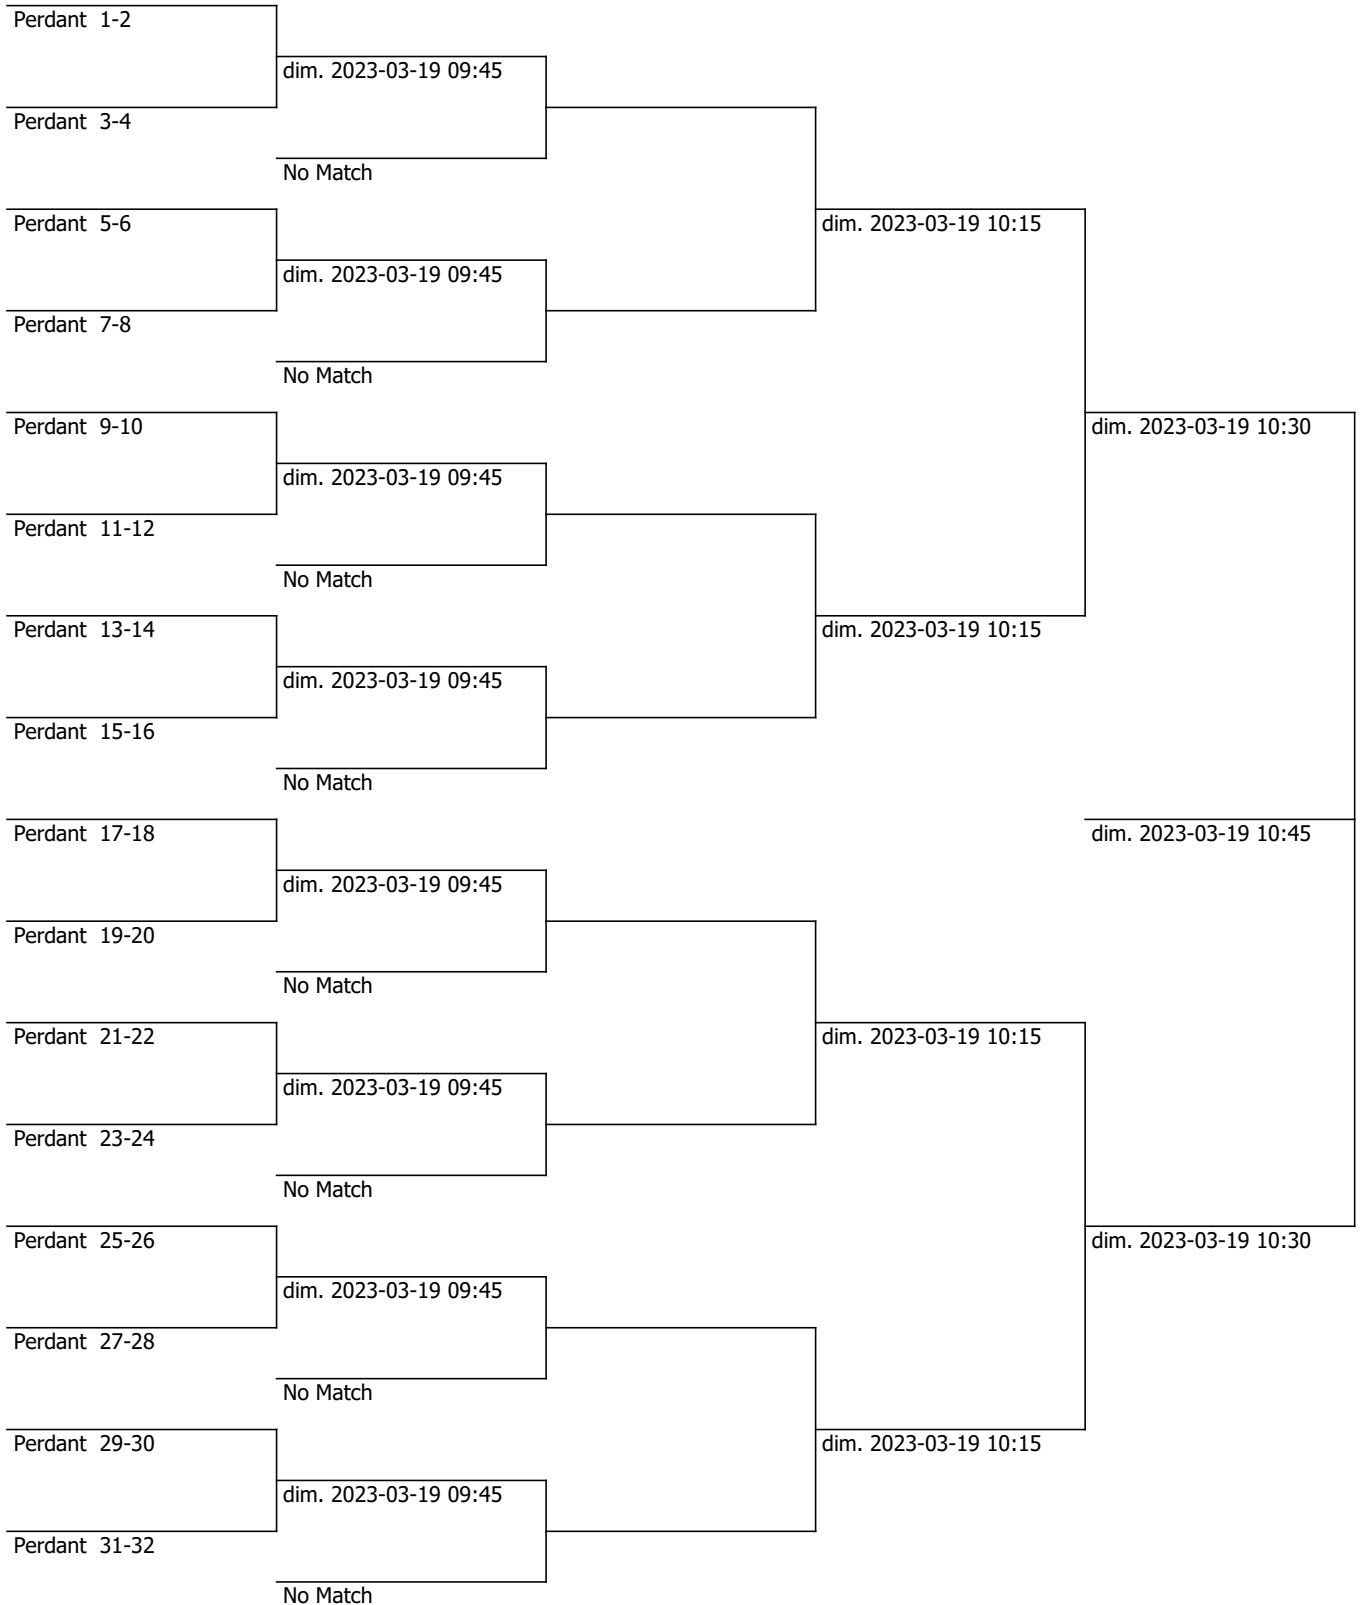 Perdant 1-2
dim. 2023-03-19 09:45
Perdant 3-4
No Match
Perdant 5-6
dim. 2023-03-19 10:15
dim. 2023-03-19 09:45
Perdant 7-8
No Match
Perdant 9-10
dim. 2023-03-19 10:30
dim. 2023-03-19 09:45
Perdant 11-12
No Match
Perdant 13-14
dim. 2023-03-19 10:15
dim. 2023-03-19 09:45
Perdant 15-16
No Match
Perdant 17-18
dim. 2023-03-19 10:45
dim. 2023-03-19 09:45
Perdant 19-20
No Match
Perdant 21-22
dim. 2023-03-19 10:15
dim. 2023-03-19 09:45
Perdant 23-24
No Match
Perdant 25-26
dim. 2023-03-19 10:30
dim. 2023-03-19 09:45
Perdant 27-28
No Match
Perdant 29-30
dim. 2023-03-19 10:15
dim. 2023-03-19 09:45
Perdant 31-32
No Match